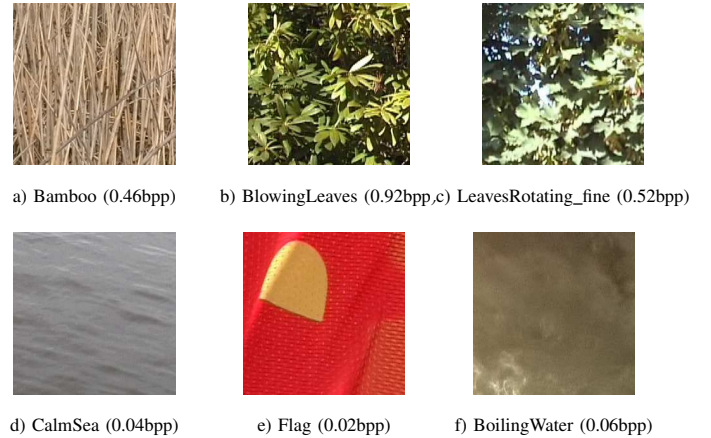 a) Bamboo (0.46bpp)
b) BlowingLeaves (0.92bpp,
c) LeavesRotating_fine (0.52bpp)
d) CalmSea (0.04bpp)
e) Flag (0.02bpp)
f) BoilingWater (0.06bpp)